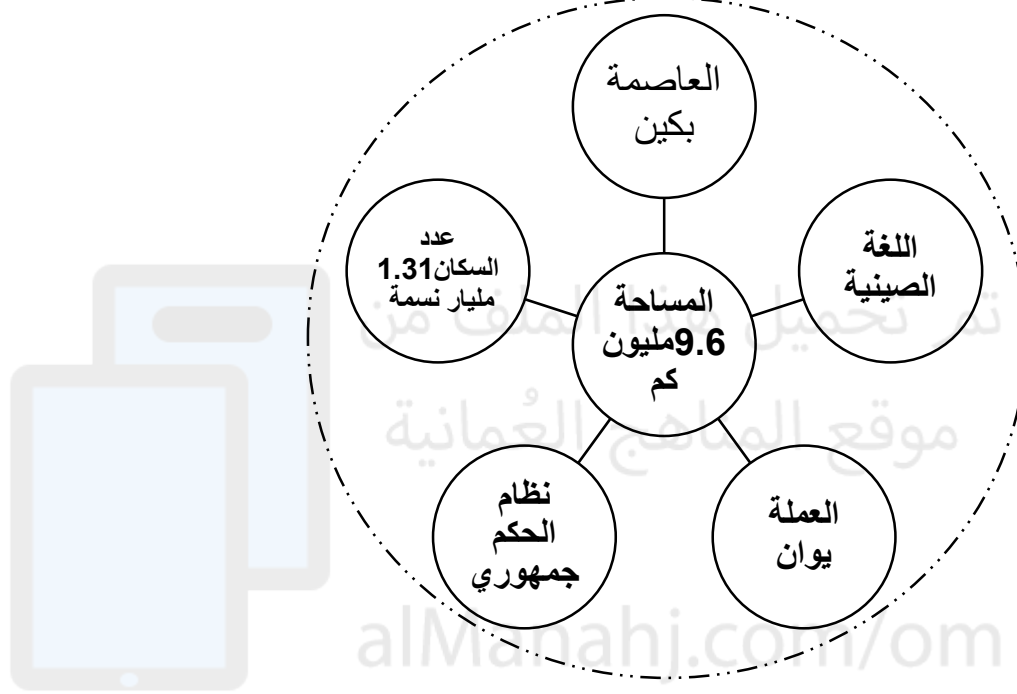 العاصمة
بكين
اللغة
الصينية
العملة
يوان
نظام
الحكم
جمهوري
عدد
السكان1.31
مليار نسمة
المساحة
9.6مليون
كم
تم تحميل هذا الملف من
موقع المناهج العُمانية
alManahj.com/om